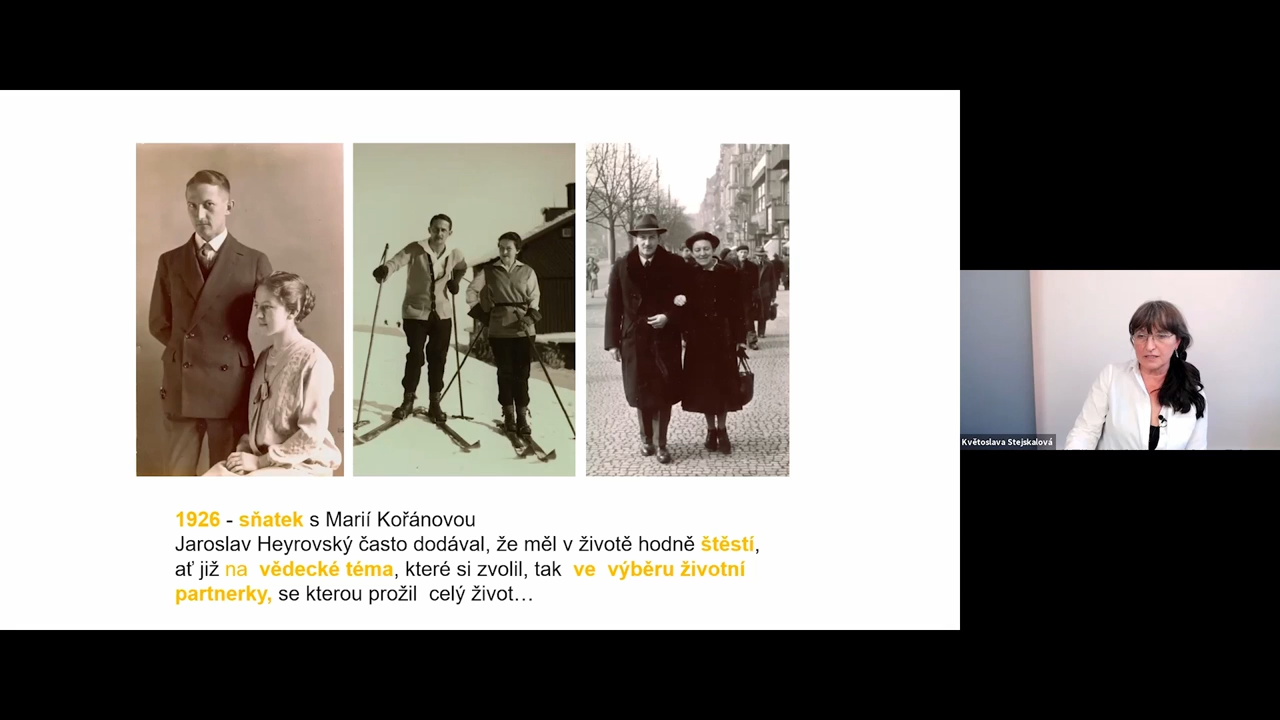 1926 - sňatek s Marií Kořánovou
Jaroslav Heyrovský často dodával, že měl v životě hodně štěstí,
ať již na vědecké téma, které si zvolil, tak ve výběru životní
partnerky, se kterou prožil celý život…
Květoslava Stejskalová